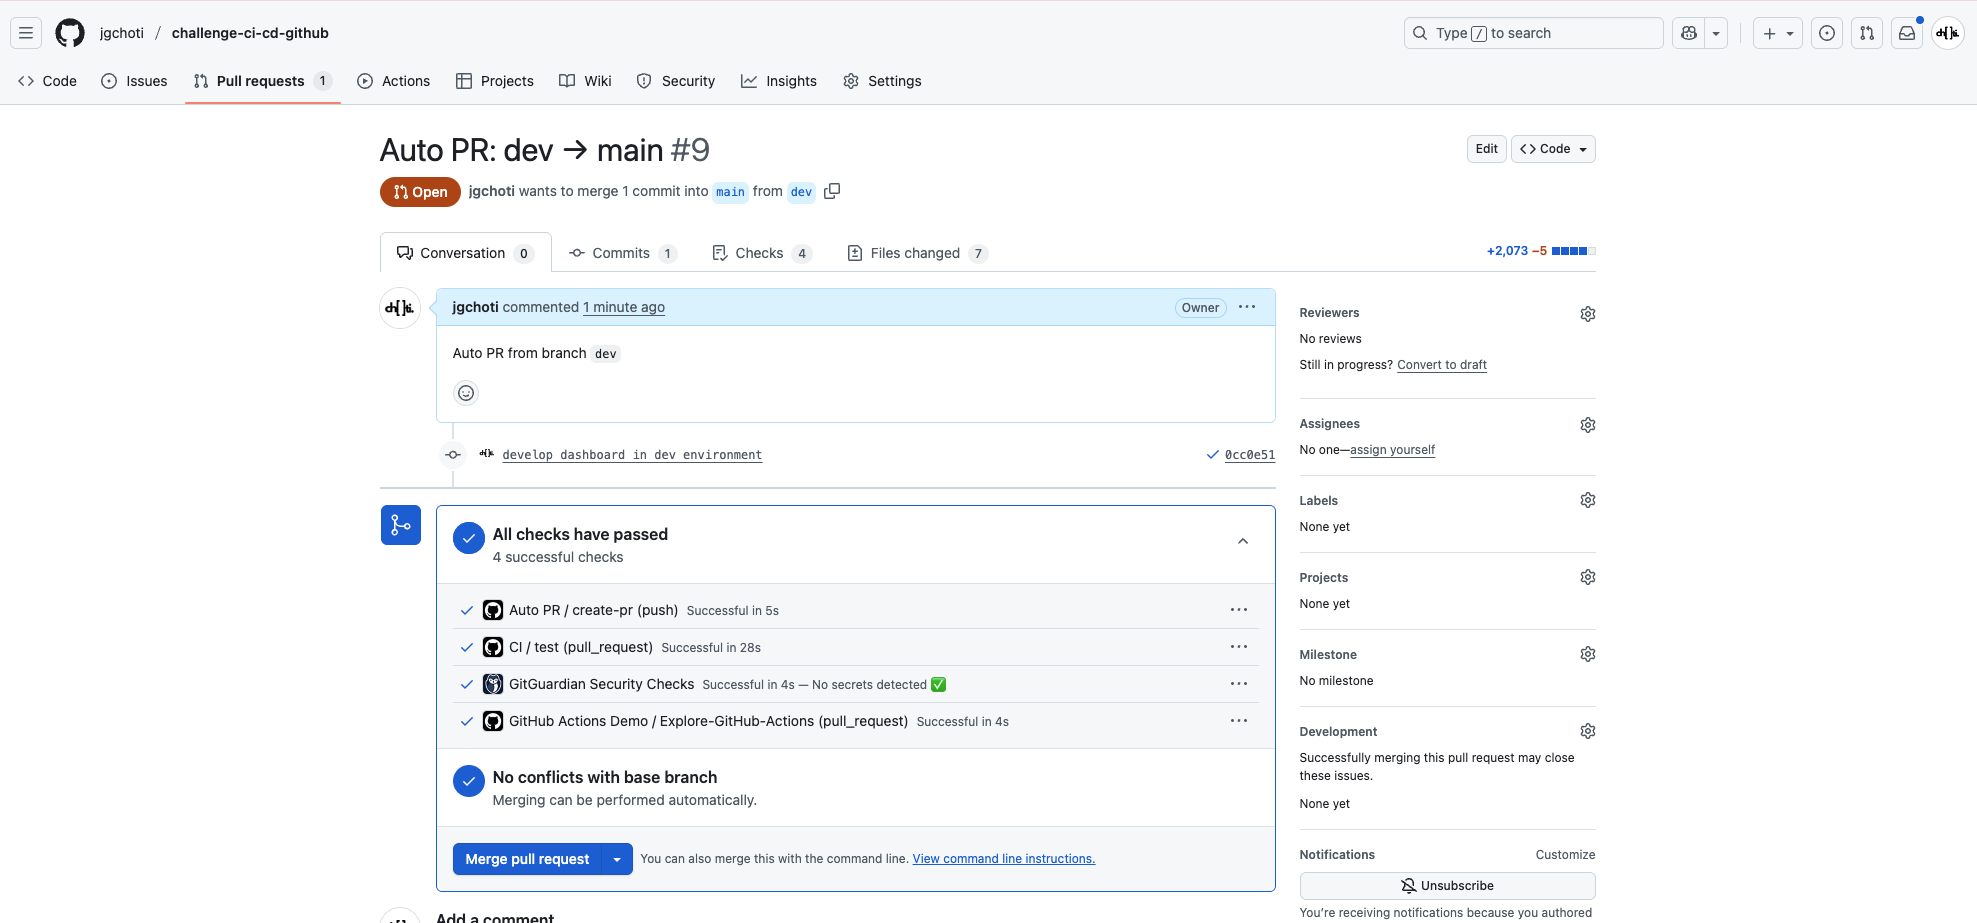 jgchoti / challenge-ci-cd-github
Type / to search
Code
Issues
Pull requests 1
Actions
Projects
Wiki
Security
Insights
Settings
Auto PR: dev → main #9
Edit
Code
Open
jgchoti wants to merge 1 commit into main from dev
Conversation 0
Commits 1
Checks 4
Files changed 7
+2,073 −5
jgchoti commented 1 minute ago
Owner
Auto PR from branch dev
develop dashboard in dev environment
0cc0e51
All checks have passed
4 successful checks
Auto PR / create-pr (push) Successful in 5s
CI / test (pull_request) Successful in 28s
GitGuardian Security Checks Successful in 4s — No secrets detected ✅
GitHub Actions Demo / Explore-GitHub-Actions (pull_request) Successful in 4s
No conflicts with base branch
Merging can be performed automatically.
Merge pull request
You can also merge this with the command line. View command line instructions.
Add a comment
Reviewers
No reviews
Still in progress? Convert to draft
Assignees
No one—assign yourself
Labels
None yet
Projects
None yet
Milestone
No milestone
Development
Successfully merging this pull request may close
these issues.
None yet
Notifications
Customize
Unsubscribe
You're receiving notifications because you authored